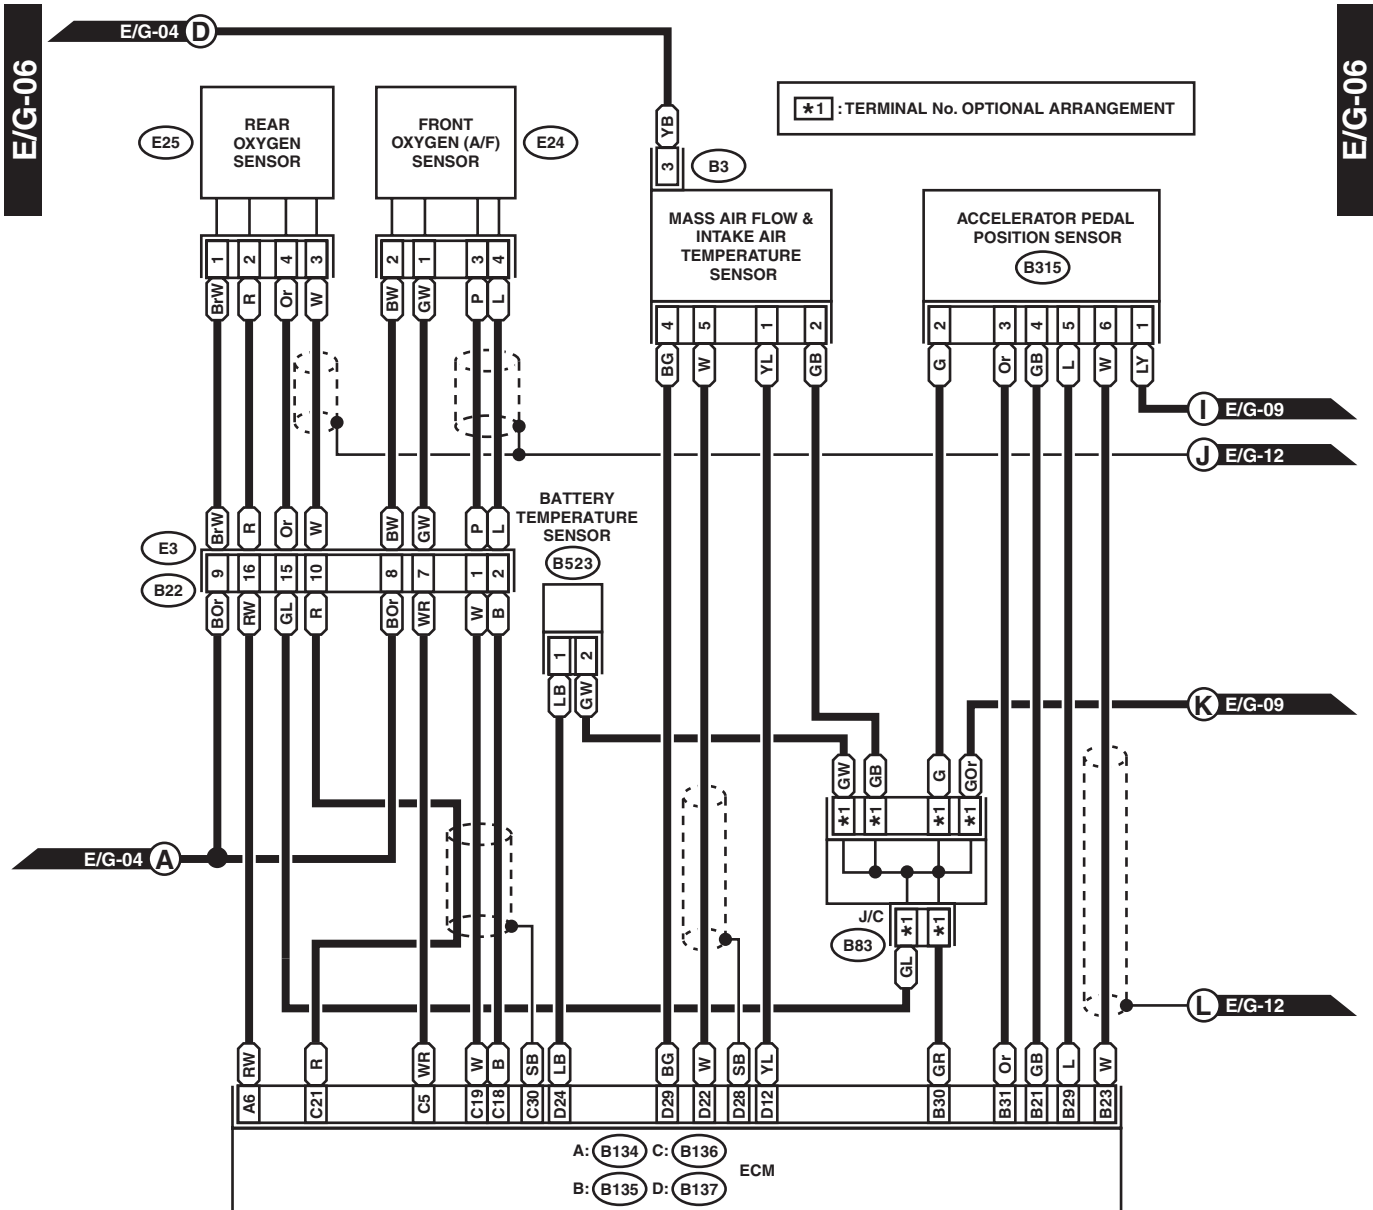 E/G-04 D
E/G-06
E/G-06
*1 : TERMINAL No. OPTIONAL ARRANGEMENT
E25
REAR
OXYGEN
SENSOR
FRONT
OXYGEN (A/F)
SENSOR
E24
YB
3
B3
MASS AIR FLOW &
INTAKE AIR
TEMPERATURE
SENSOR
ACCELERATOR PEDAL
POSITION SENSOR
B315
1 2 4 3 2 1 3 4
BrW R Or W BW GW P L
4 5 1 2 2 3 4 5 6 1
BG W YL GB G Or GB L W LY
I E/G-09
J E/G-12
BATTERY
TEMPERATURE
SENSOR
B523
BrW R Or W BW GW P L
E3
9 16 15 10 8 7 1 2
B22
BOr RW GL R BOr WR W B
1 2
LB GW
K E/G-09
GW GB G GOr
*1 *1 *1 *1
E/G-04 A
J/C
B83
*1 *1
GL
L E/G-12
RW R WR W B SB LB BG W SB YL GR Or GB L W
A6 C21 C5 C19 C18 C30 D24 D29 D22 D28 D12 B30 B31 B21 B29 B23
A: B134 C: B136
ECM
B: B135 D: B137